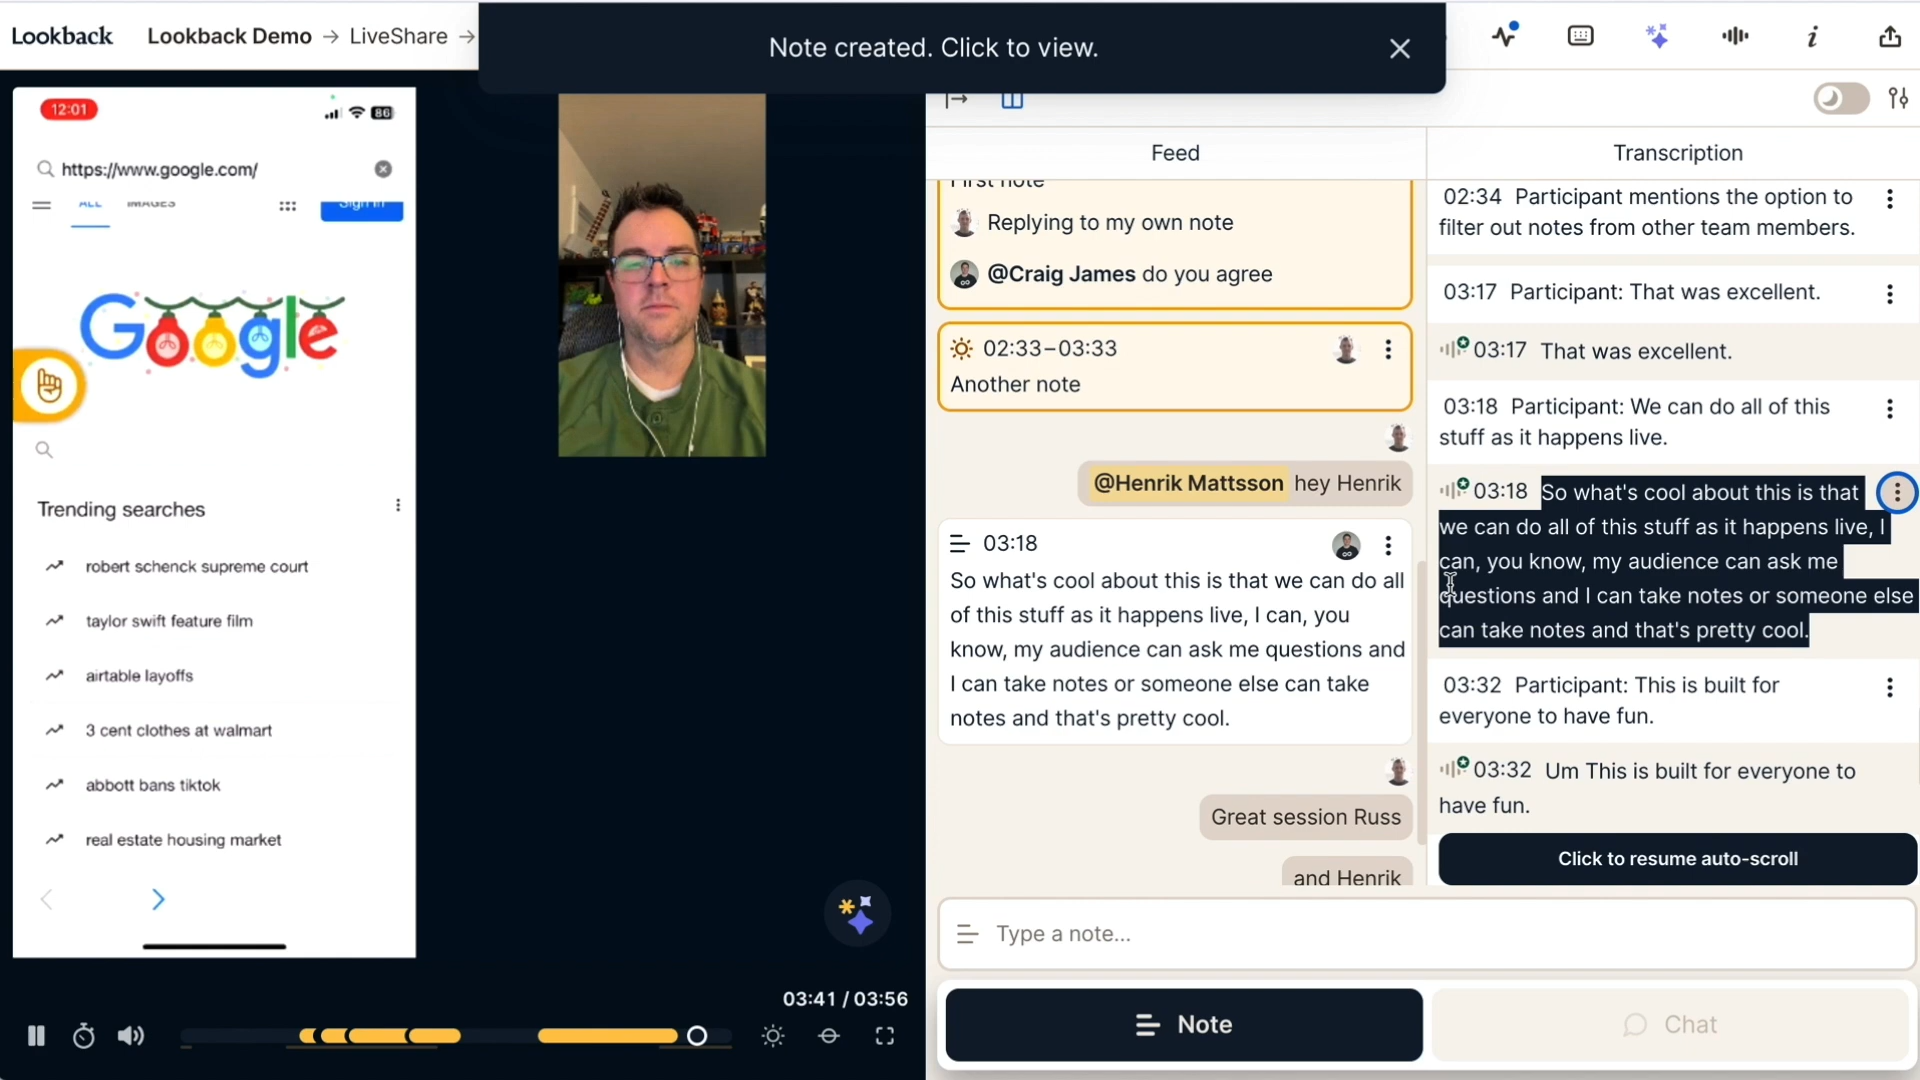 Lookback
Lookback Demo → LiveShare →
Note created. Click to view.
12:01
86
https://www.google.com/
ALL IMAGES
Sign in
Google
Trending searches
robert schenck supreme court
taylor swift feature film
airtable layoffs
3 cent clothes at walmart
abbott bans tiktok
real estate housing market
03:41 / 03:56
Feed
First note
Replying to my own note
@Craig James do you agree
02:33–03:33
Another note
@Henrik Mattsson hey Henrik
03:18
So what's cool about this is that we can do all
of this stuff as it happens live, I can, you
know, my audience can ask me questions and
I can take notes or someone else can take
notes and that's pretty cool.
Great session Russ
and Henrik
Transcription
02:34 Participant mentions the option to
filter out notes from other team members.
03:17 Participant: That was excellent.
03:17 That was excellent.
03:18 Participant: We can do all of this
stuff as it happens live.
03:18 So what's cool about this is that
we can do all of this stuff as it happens live, I
can, you know, my audience can ask me
questions and I can take notes or someone else
can take notes and that's pretty cool.
03:32 Participant: This is built for
everyone to have fun.
03:32 Um This is built for everyone to
have fun.
Click to resume auto-scroll
Type a note...
Note
Chat